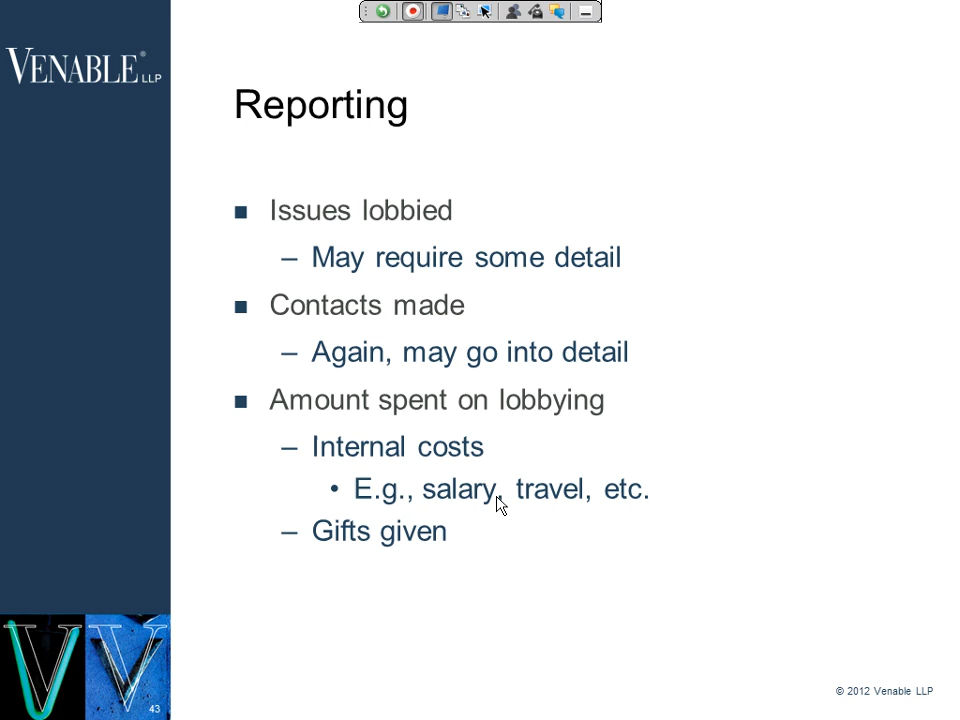 VENABLE® LLP
Reporting
■ Issues lobbied
– May require some detail
■ Contacts made
– Again, may go into detail
■ Amount spent on lobbying
– Internal costs
• E.g., salary, travel, etc.
– Gifts given
43
© 2012 Venable LLP